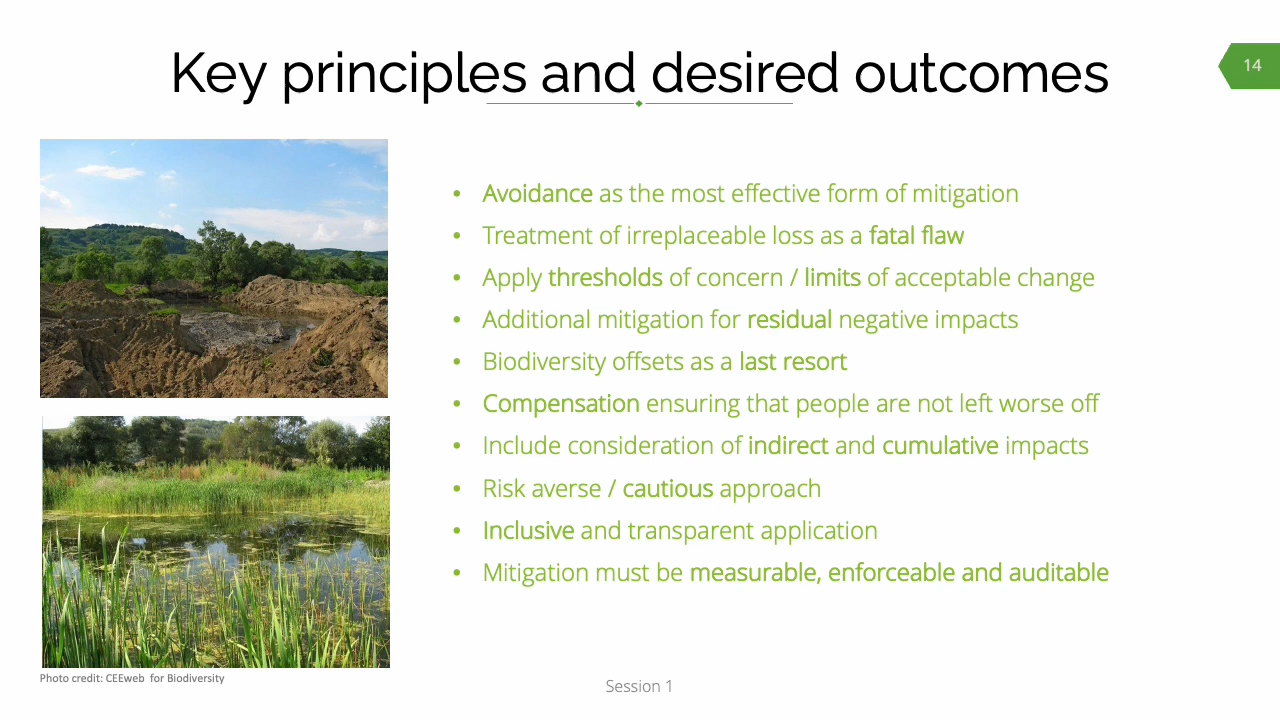 Key principles and desired outcomes
14
• Avoidance as the most effective form of mitigation
• Treatment of irreplaceable loss as a fatal flaw
• Apply thresholds of concern / limits of acceptable change
• Additional mitigation for residual negative impacts
• Biodiversity offsets as a last resort
• Compensation ensuring that people are not left worse off
• Include consideration of indirect and cumulative impacts
• Risk averse / cautious approach
• Inclusive and transparent application
• Mitigation must be measurable, enforceable and auditable
Photo credit: CEEweb for Biodiversity
Session 1